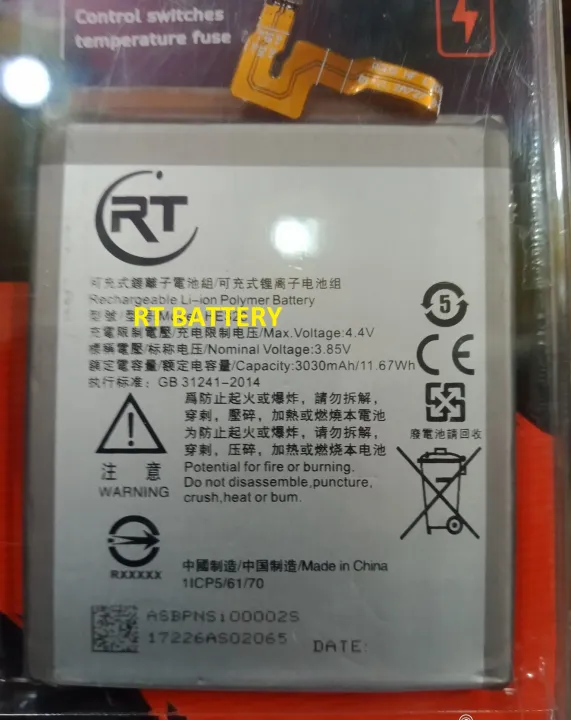 Control switches
temperature fuse
RT
可充式鋰離子電池組/可充式锂离子电池组
Rechargeable Li-ion Polymer Battery
RT BATTERY
充電限制電壓/充电限制电压/Max.Voltage:4.4V
標稱電壓/标称电压/Nominal Voltage:3.85V
額定電容量/额定电容量/Capacity:3030mAh/11.67Wh
执行标准: GB 31241-2014
5
CE
為防止起火或爆炸，請勿拆解，
穿刺，壓碎，加熱或燃燒本電池
为防止起火或爆炸，请勿拆解，
穿刺，压碎，加热或燃烧本电池
廢電池請回收
注 意
WARNING
Potential for fire or burning.
Do not disassemble,puncture,
crush,heat or burn.
RXXXXX
中國制造/中国制造/Made in China
1ICP5/61/70
ASBPNS100002S
17226AS02065
DATE: